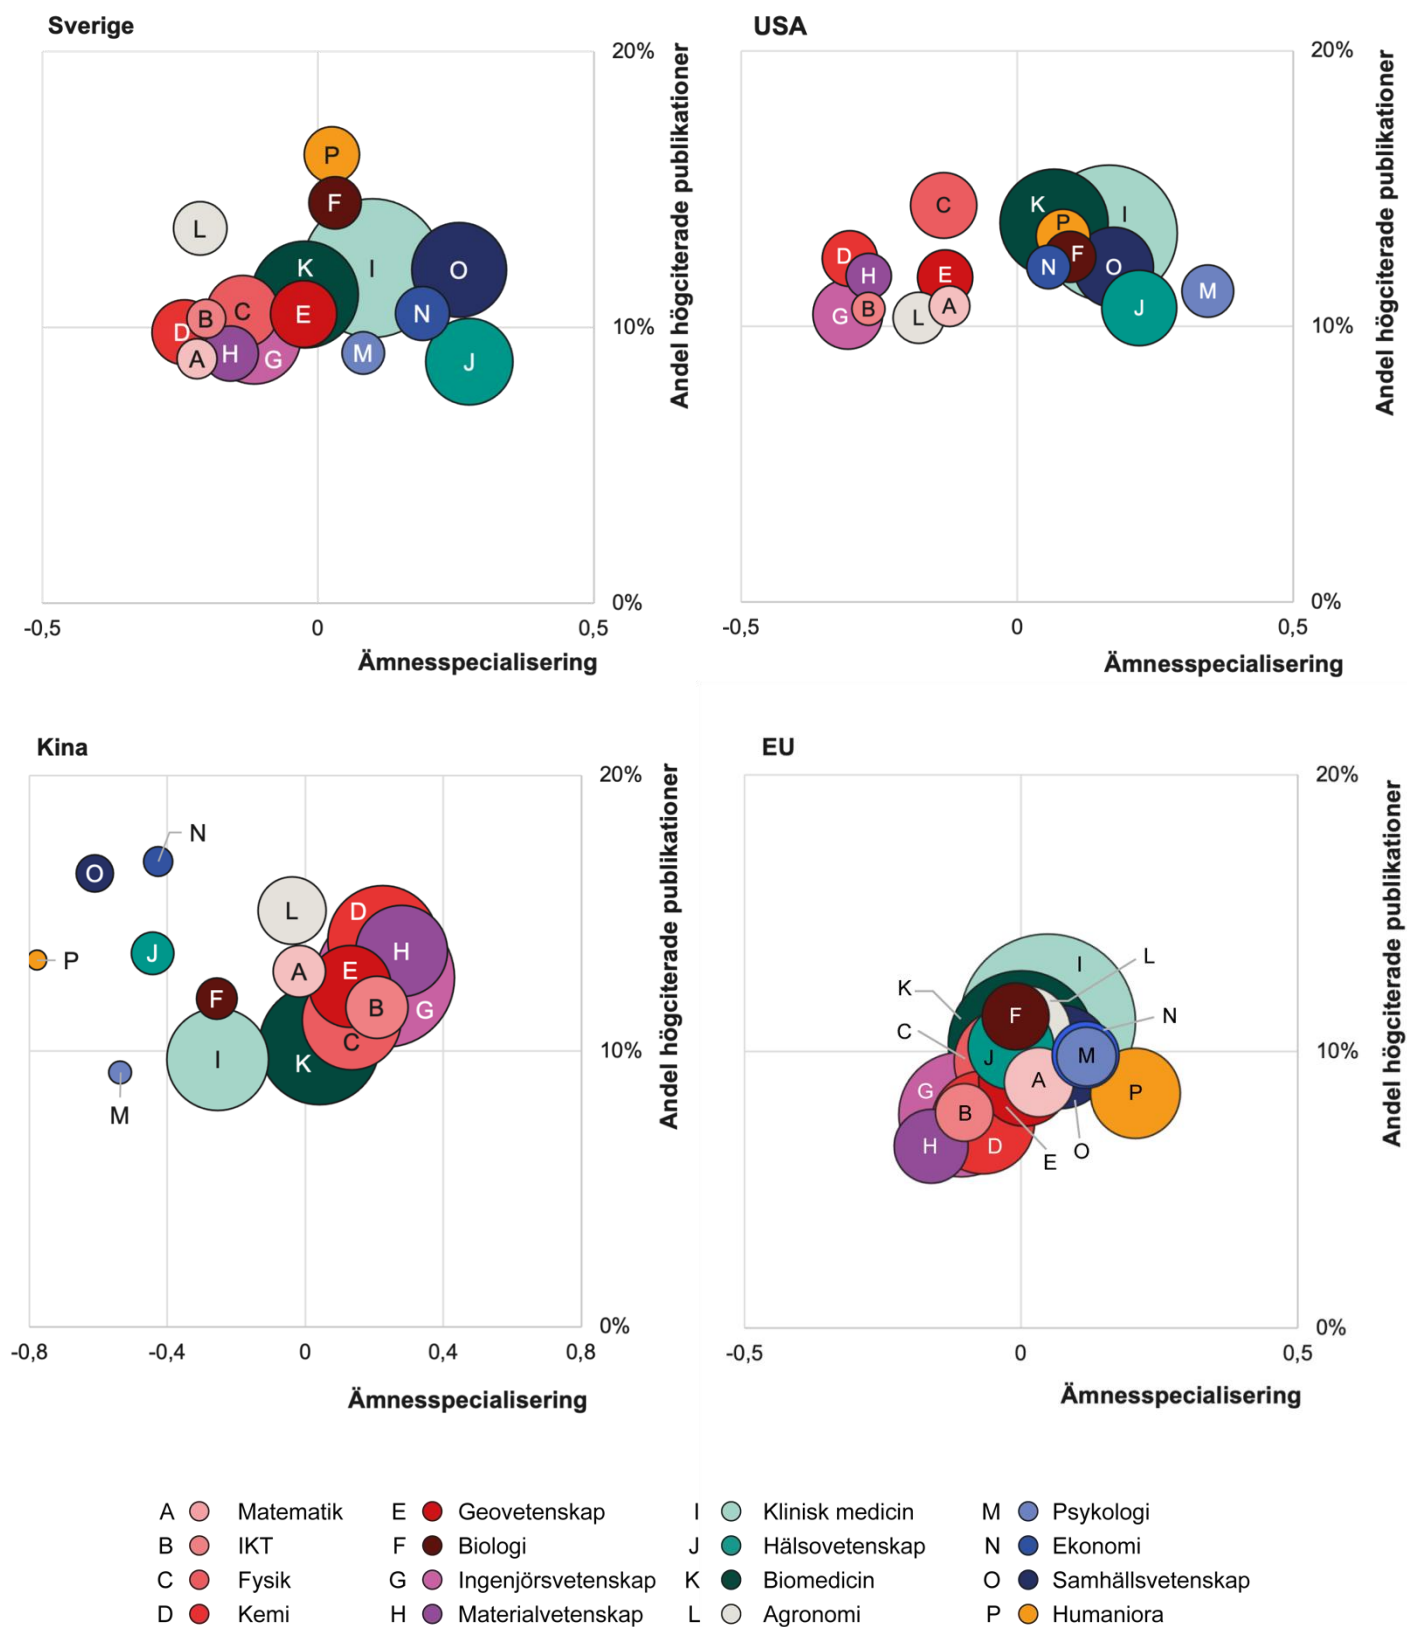 Sverige
20%
P
F
L
K
I
O
C
E
N
B
D
A
H
G
M
J
10%
0%
-0,5
0
0,5
Ämnesspecialisering
Andel högciterade publikationer
USA
20%
C
K
P
I
D
H
E
N
F
O
M
G
B
L
A
J
10%
0%
-0,5
0
0,5
Ämnesspecialisering
Andel högciterade publikationer
Kina
20%
N
O
L
D
P
J
A
E
H
F
B
G
I
K
C
M
10%
0%
-0,8
-0,4
0
0,4
0,8
Ämnesspecialisering
Andel högciterade publikationer
EU
20%
I
L
K
F
N
C
J
M
G
A
P
B
H
D
E
O
10%
0%
-0,5
0
0,5
Ämnesspecialisering
Andel högciterade publikationer
A Matematik E Geovetenskap I Klinisk medicin M Psykologi
B IKT F Biologi J Hälsovetenskap N Ekonomi
C Fysik G Ingenjörsvetenskap K Biomedicin O Samhällsvetenskap
D Kemi H Materialvetenskap L Agronomi P Humaniora